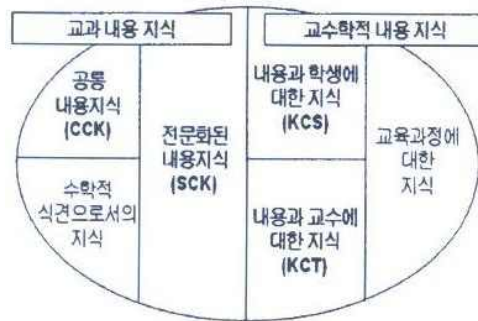 교과 내용 지식
교수학적 내용 지식
공통
내용지식
(CCK)
수학적
식견으로서의
지식
전문화된
내용지식
(SCK)
내용과 학생에
대한 지식
(KCS)
내용과 교수에
대한 지식
(KCT)
교육과정에
대한
지식